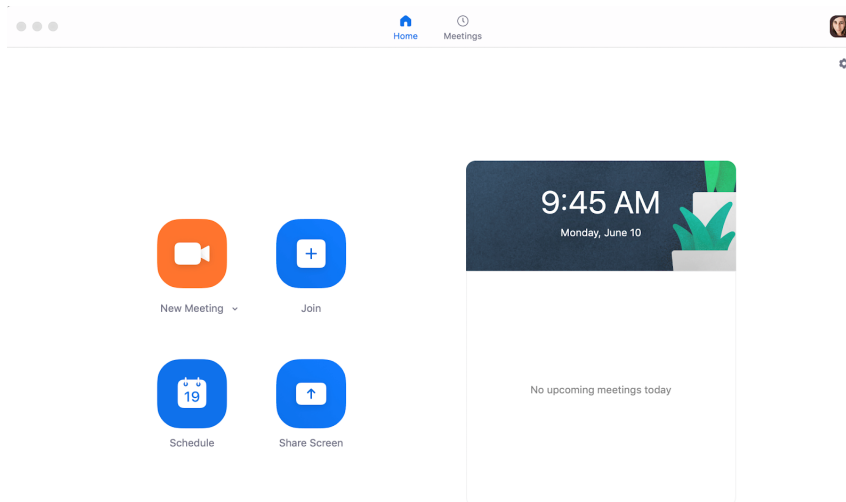 Home
Meetings
9:45 AM
Monday, June 10
New Meeting
Join
19
Schedule
Share Screen
No upcoming meetings today